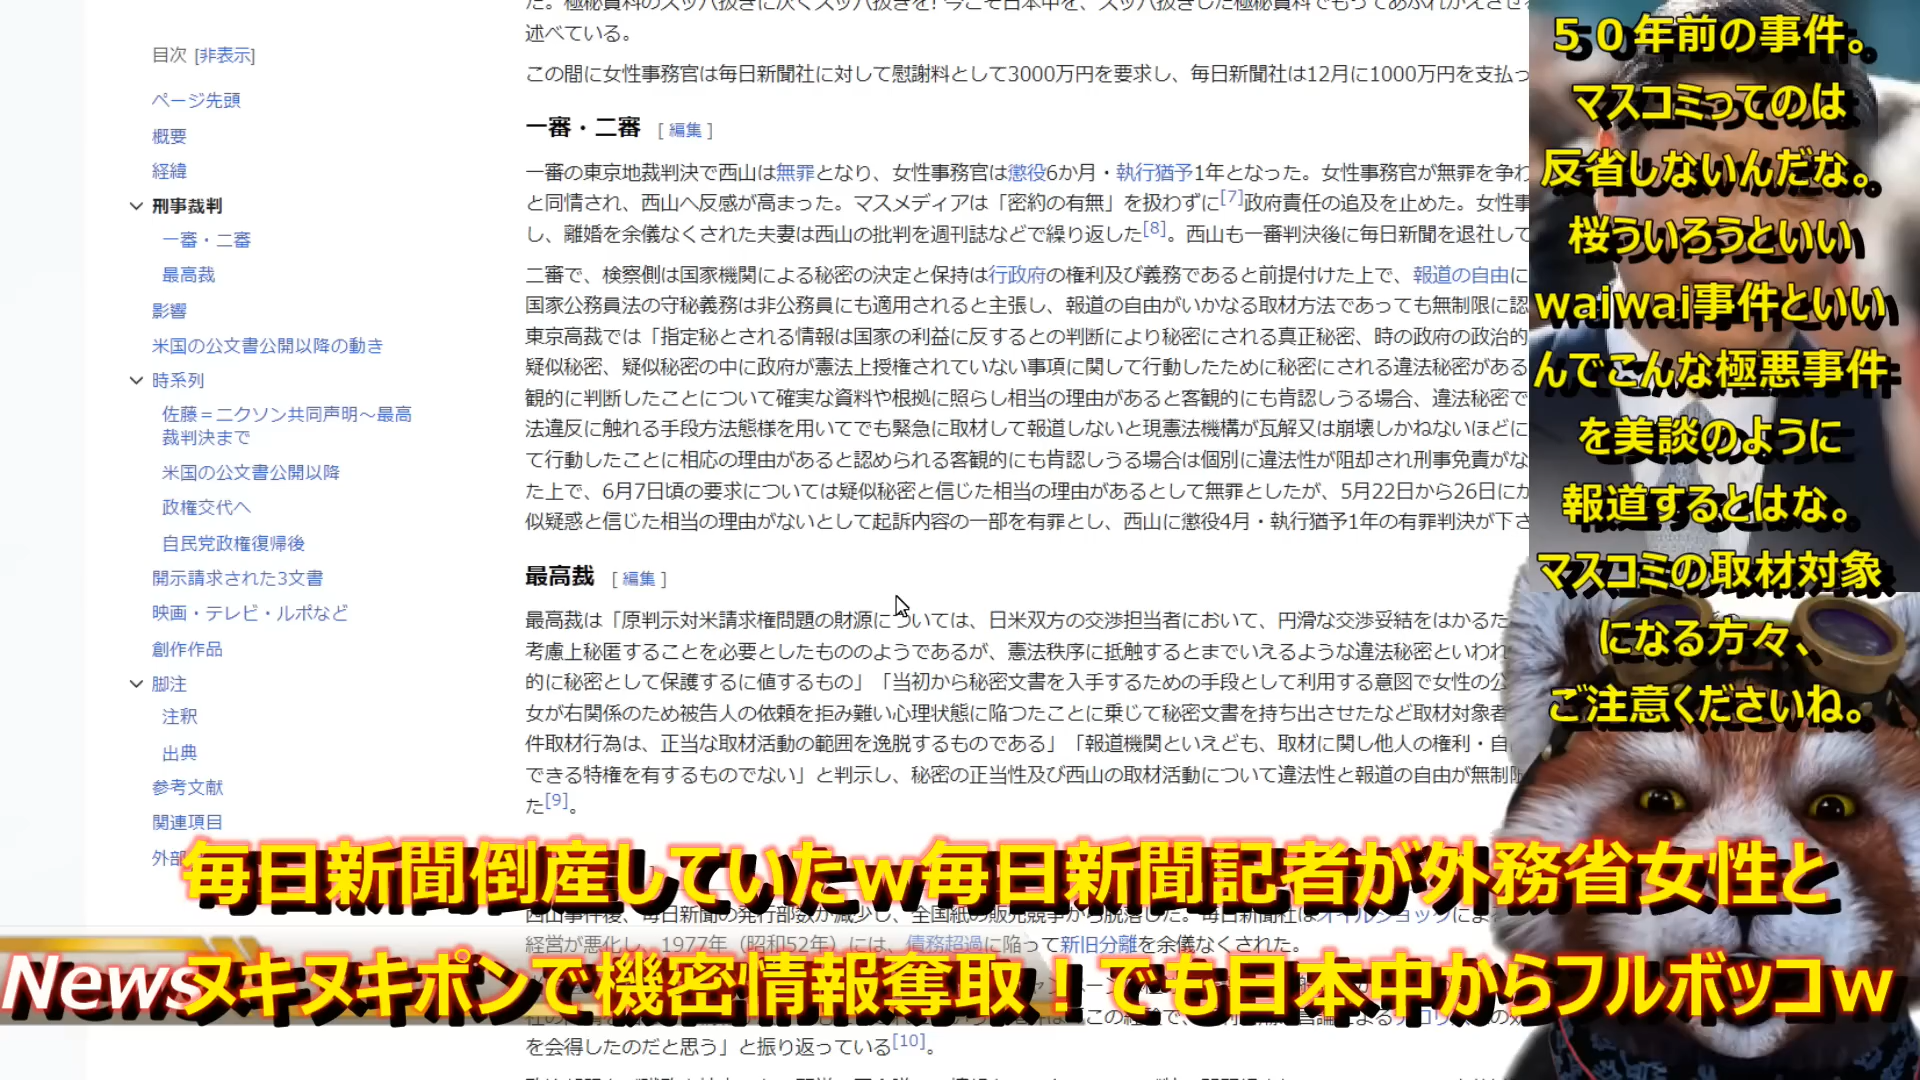 目次 [非表示]
ページ先頭
概要
経緯
刑事裁判
一審・二審
最高裁
影響
米国の公文書公開以降の動き
時系列
佐藤＝ニクソン共同声明〜最高
裁判決まで
米国の公文書公開以降
政権交代へ
自民党政権復帰後
開示請求された3文書
映画・テレビ・ルポなど
創作作品
脚注
注釈
出典
参考文献
関連項目
外部
述べている。
この間に女性事務官は毎日新聞社に対して慰謝料として3000万円を要求し、毎日新聞社は12月に1000万円を支払っ
一審・二審 [編集]
一審の東京地裁判決で西山は無罪となり、女性事務官は懲役6か月・執行猶予1年となった。女性事務官が無罪を争わ
と同情され、西山へ反感が高まった。マスメディアは「密約の有無」を扱わずに[7]政府責任の追及を止めた。女性事
し、離婚を余儀なくされた夫妻は西山の批判を週刊誌などで繰り返した[8]。西山も一審判決後に毎日新聞を退社して
二審で、検察側は国家機関による秘密の決定と保持は行政府の権利及び義務であると前提付けた上で、報道の自由に
国家公務員法の守秘義務は非公務員にも適用されると主張し、報道の自由がいかなる取材方法であっても無制限に認
東京高裁では「指定秘とされる情報は国家の利益に反するとの判断により秘密にされる真正秘密、時の政府の政治的
疑似秘密、疑似秘密の中に政府が憲法上授権されていない事項に関して行動したために秘密にされる違法秘密がある
観的に判断したことについて確実な資料や根拠に照らし相当の理由があると客観的にも肯認しうる場合、違法秘密で
法違反に触れる手段方法態様を用いてでも緊急に取材して報道しないと現憲法機構が瓦解又は崩壊しかねないほどに
て行動したことに相応の理由があると認められる客観的にも肯認しうる場合は個別に違法性が阻却され刑事免責がな
た上で、6月7日頃の要求については疑似秘密と信じた相当の理由があるとして無罪としたが、5月22日から26日にか
似疑惑と信じた相当の理由がないとして起訴内容の一部を有罪とし、西山に懲役4月・執行猶予1年の有罪判決が下さ
最高裁 [編集]
最高裁は「原判示対米請求権問題の財源については、日米双方の交渉担当者において、円滑な交渉妥結をはかるた
考慮上秘匿することを必要としたもののようであるが、憲法秩序に抵触するとまでいえるような違法秘密といわれ
的に秘密として保護するに値するもの」「当初から秘密文書を入手するための手段として利用する意図で女性の公
女が右関係のため被告人の依頼を拒み難い心理状態に陥つたことに乗じて秘密文書を持ち出させたなど取材対象者
件取材行為は、正当な取材活動の範囲を逸脱するものである」「報道機関といえども、取材に関し他人の権利・自
できる特権を有するものでない」と判示し、秘密の正当性及び西山の取材活動について違法性と報道の自由が無制限
た[9]。
西山事件後、毎日新聞の発行部数が減少し、全国紙の販売競争から脱落した。毎日新聞社はオイルショックによ
経営が悪化し、1977年（昭和52年）には、債務超過に陥って新旧分離を余儀なくされた。
を会得したのだと思う」と振り返っている[10]。
５０年前の事件。
マスコミってのは
反省しないんだな。
桜ういろうといい
waiwai事件といい
んでこんな極悪事件
を美談のように
報道するとはな。
マスコミの取材対象
になる方々、
ご注意くださいね。
毎日新聞倒産していたｗ毎日新聞記者が外務省女性と
News
ヌキヌキポンで機密情報奪取！でも日本中からフルボッコｗ